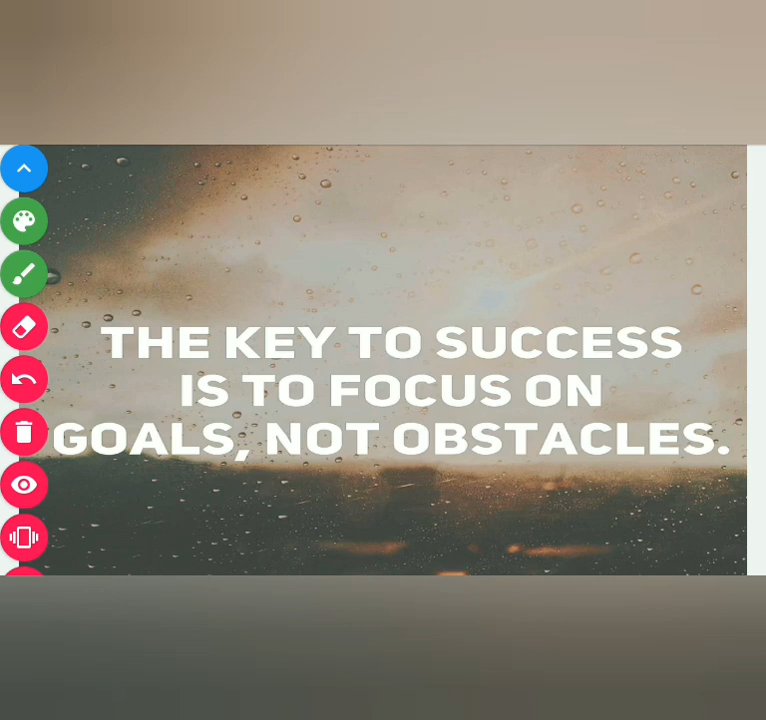 THE KEY TO SUCCESS
IS TO FOCUS ON
GOALS, NOT OBSTACLES.